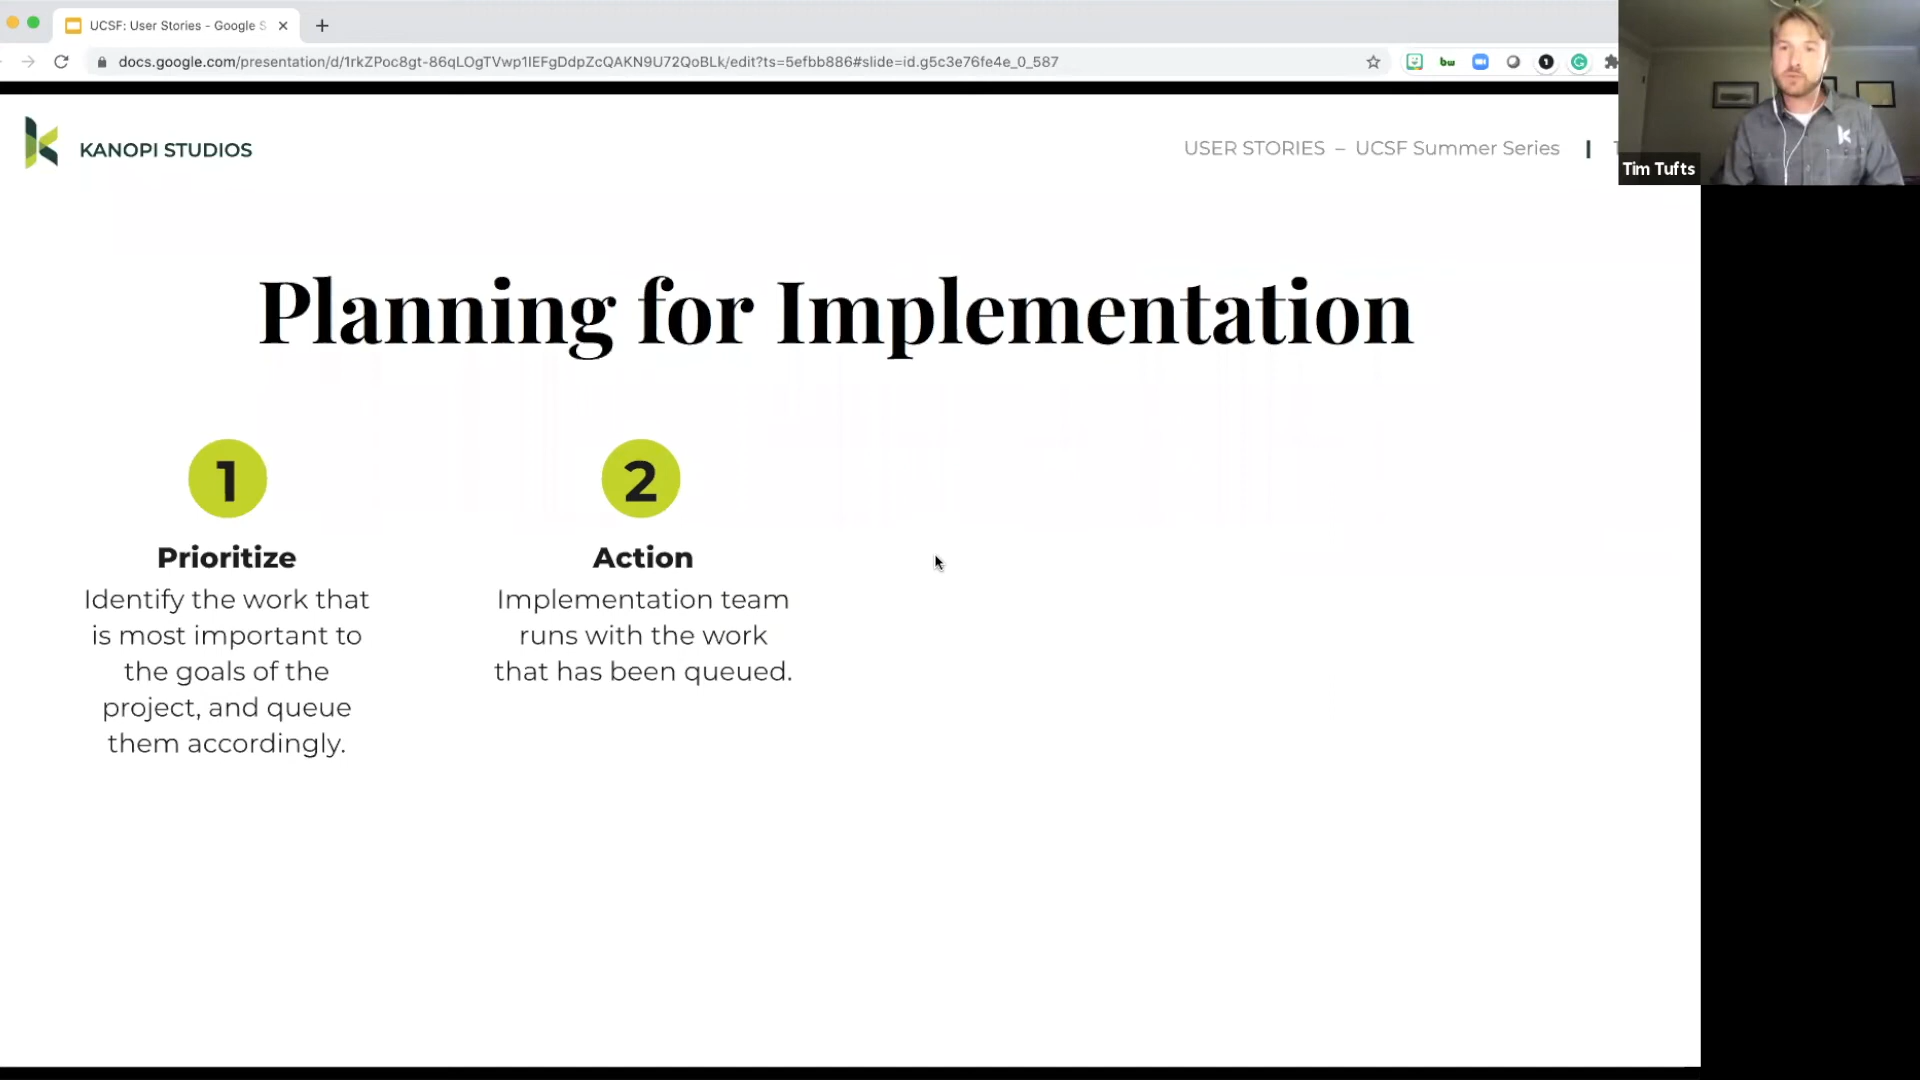 UCSF: User Stories - Google S
docs.google.com/presentation/d/1rkZPoc8gt-86qLOgTVwp1IEFgDdpZcQAKN9U72QoBLk/edit?ts=5efbb886#slide=id.g5c3e76fe4e_0_587
bw
KANOPI STUDIOS
USER STORIES – UCSF Summer Series
Tim Tufts
Planning for Implementation
1
Prioritize
Identify the work that
is most important to
the goals of the
project, and queue
them accordingly.
2
Action
Implementation team
runs with the work
that has been queued.